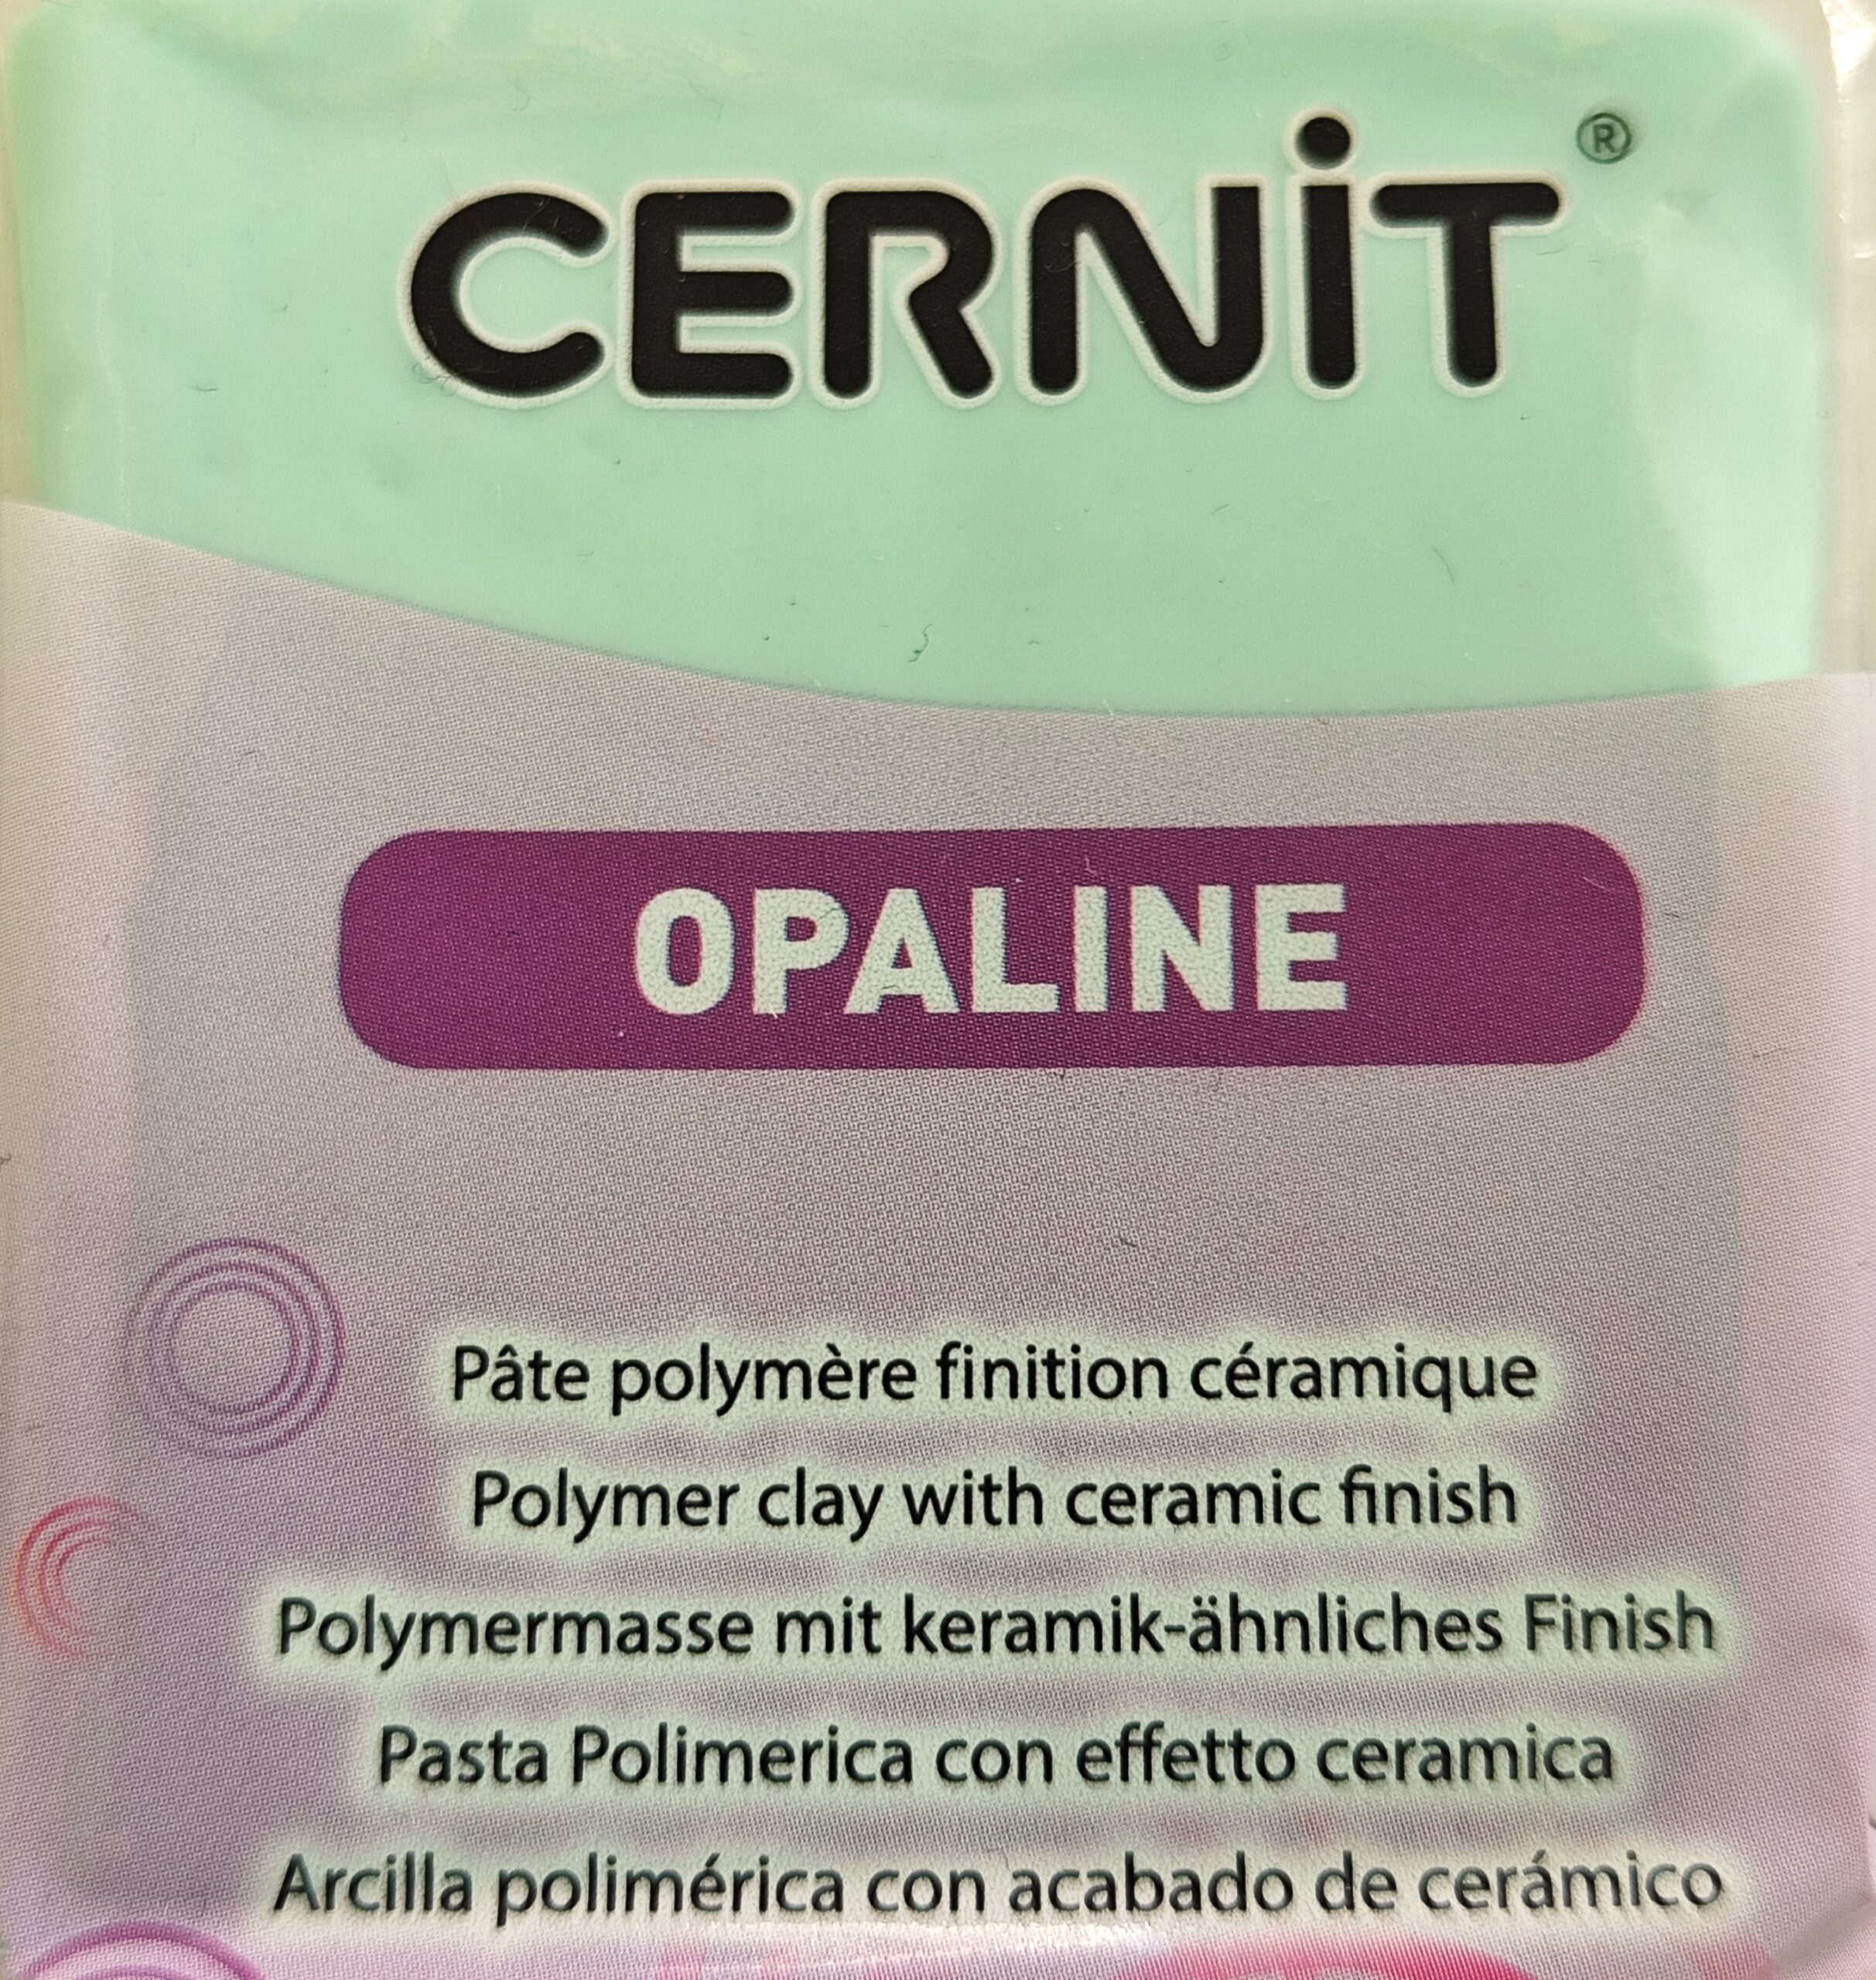 CERNiT®
OPALINE
Pâte polymère finition céramique
Polymer clay with ceramic finish
Polymermasse mit keramik-ähnliches Finish
Pasta Polimerica con effetto ceramica
Arcilla polimérica con acabado de cerámico